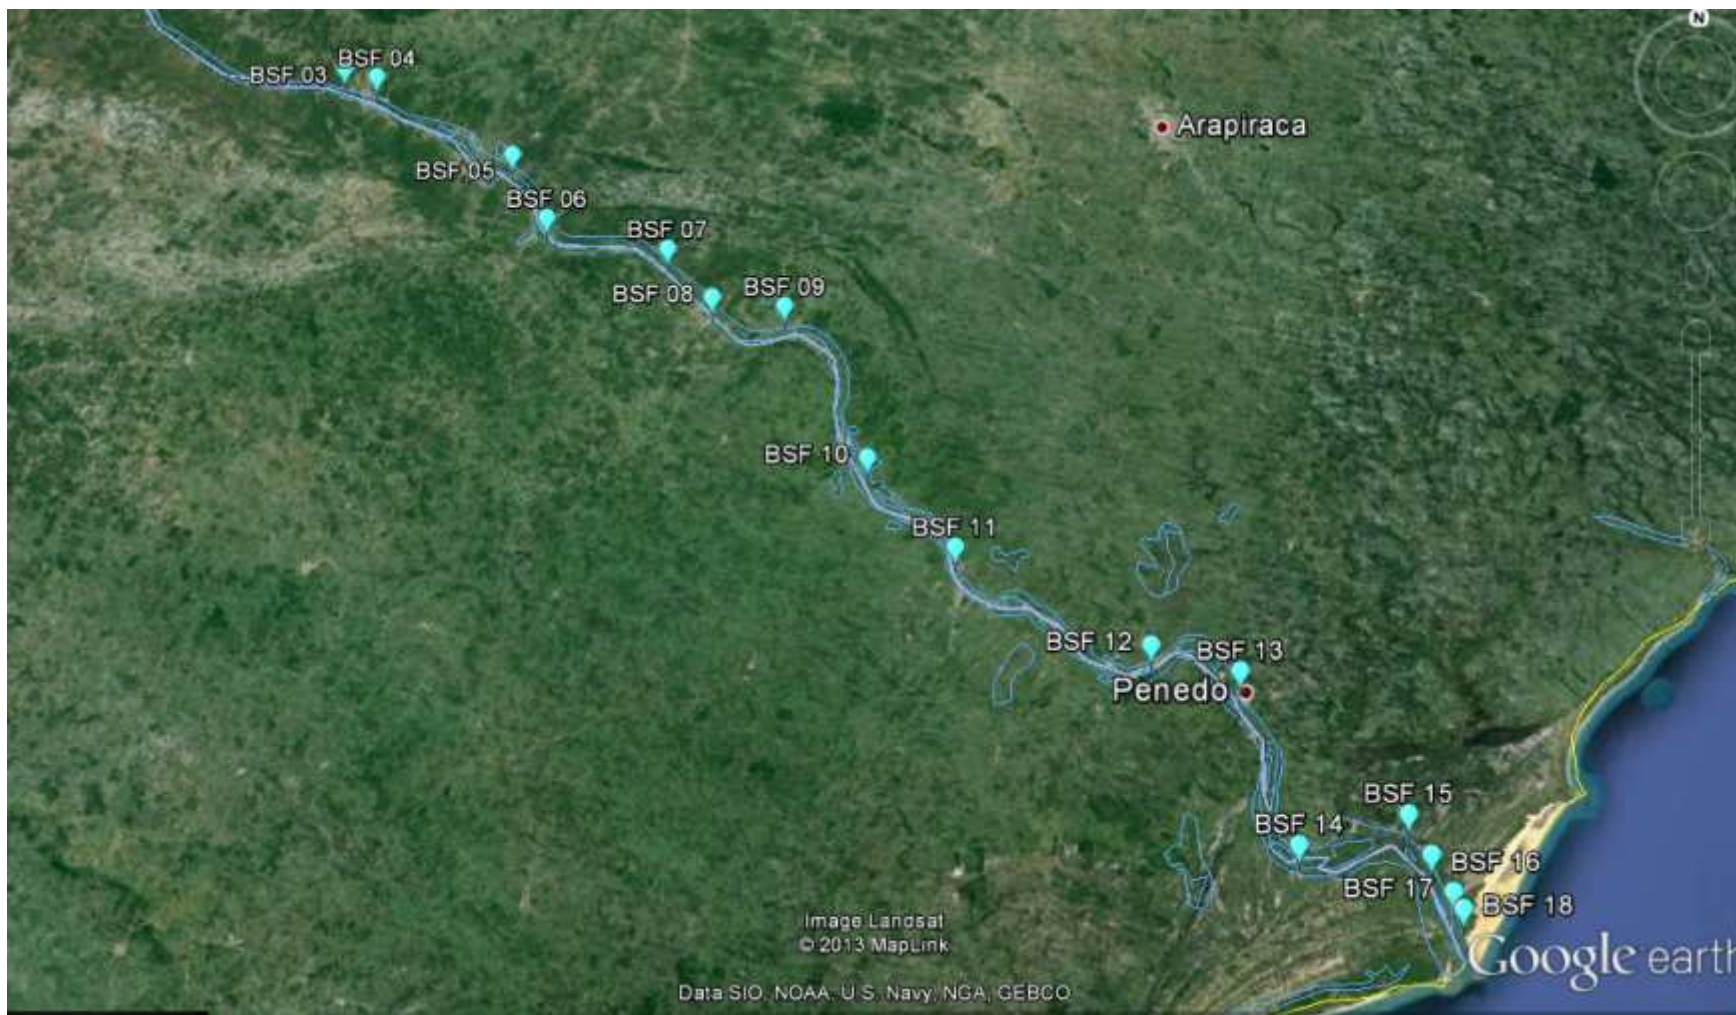 N
BSF 04
BSF 03
Arapiraca
BSF 05
BSF 06
BSF 07
BSF 09
BSF 08
BSF 10
BSF 11
BSF 12
BSF 13
Penedo
BSF 15
BSF 14
BSF 16
BSF 17
BSF 18
Image Landsat
© 2013 MapLink
Google earth
Data SIO, NOAA, U.S. Navy, NGA, GEBCO